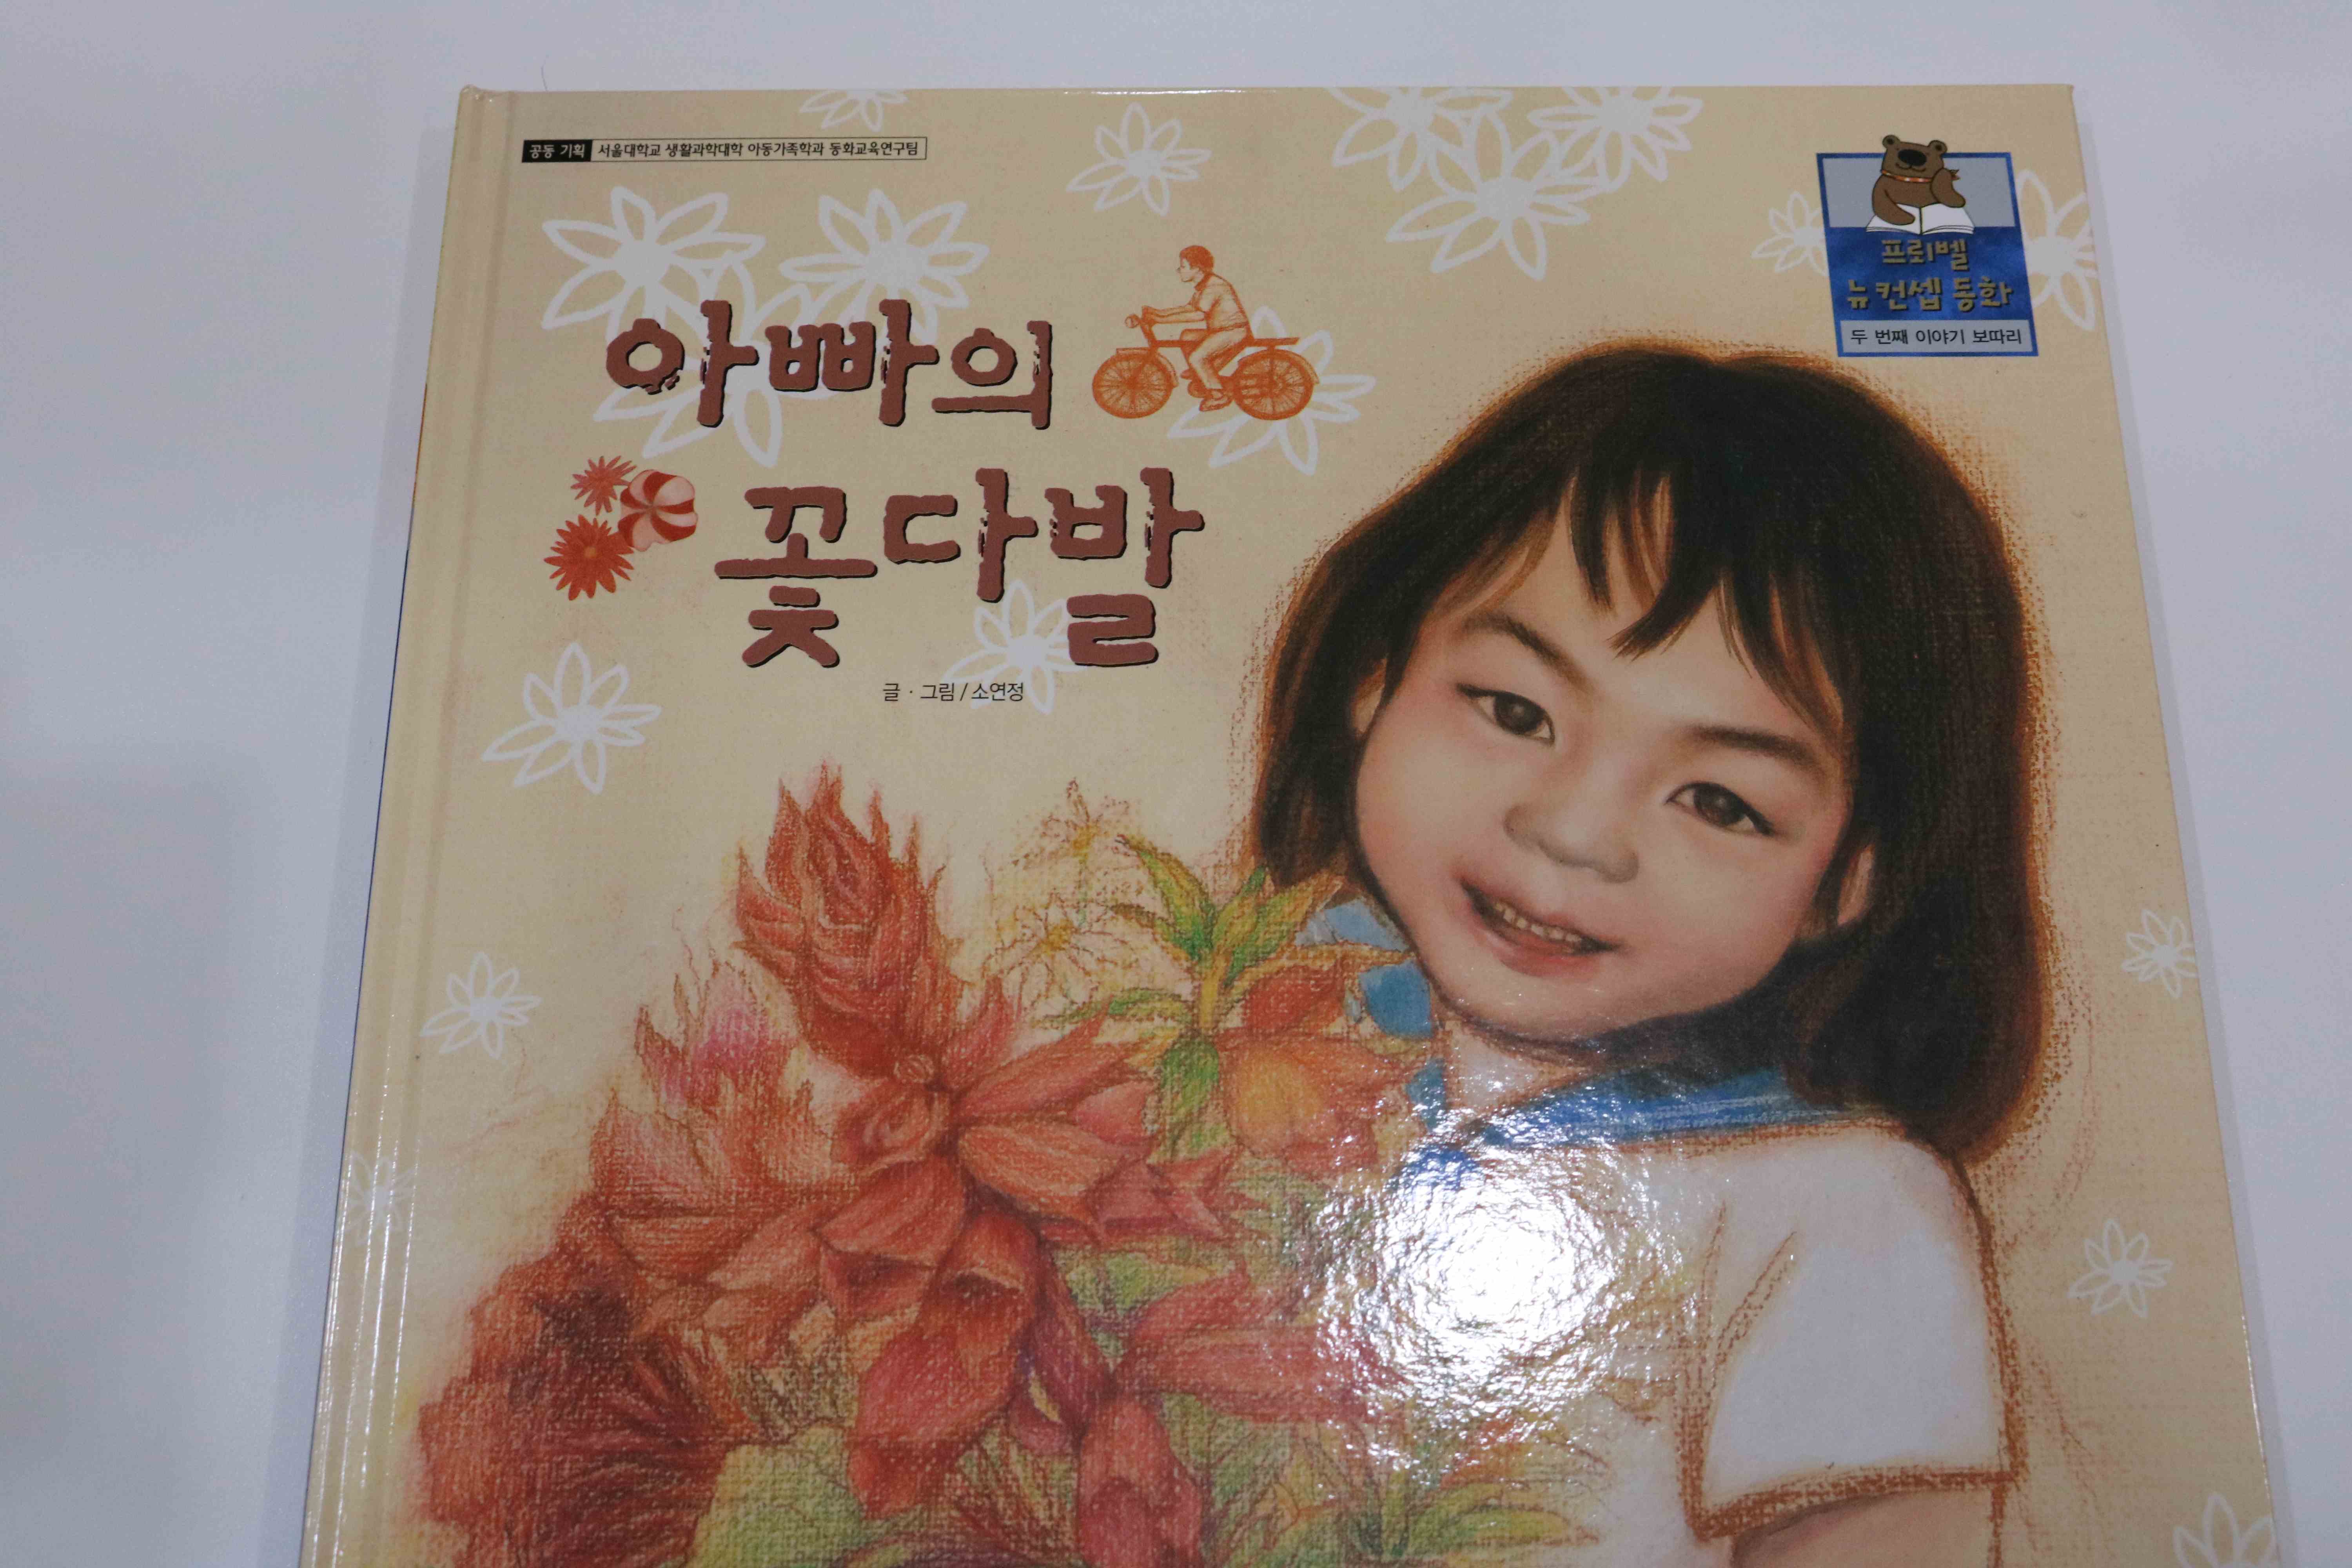 공동 기획 서울대학교 생활과학대학 아동가족학과 동화교육연구팀
프뢰벨
뉴 컨셉 동화
두 번째 이야기 보따리
아빠의
꽃다발
글 · 그림 / 소연정